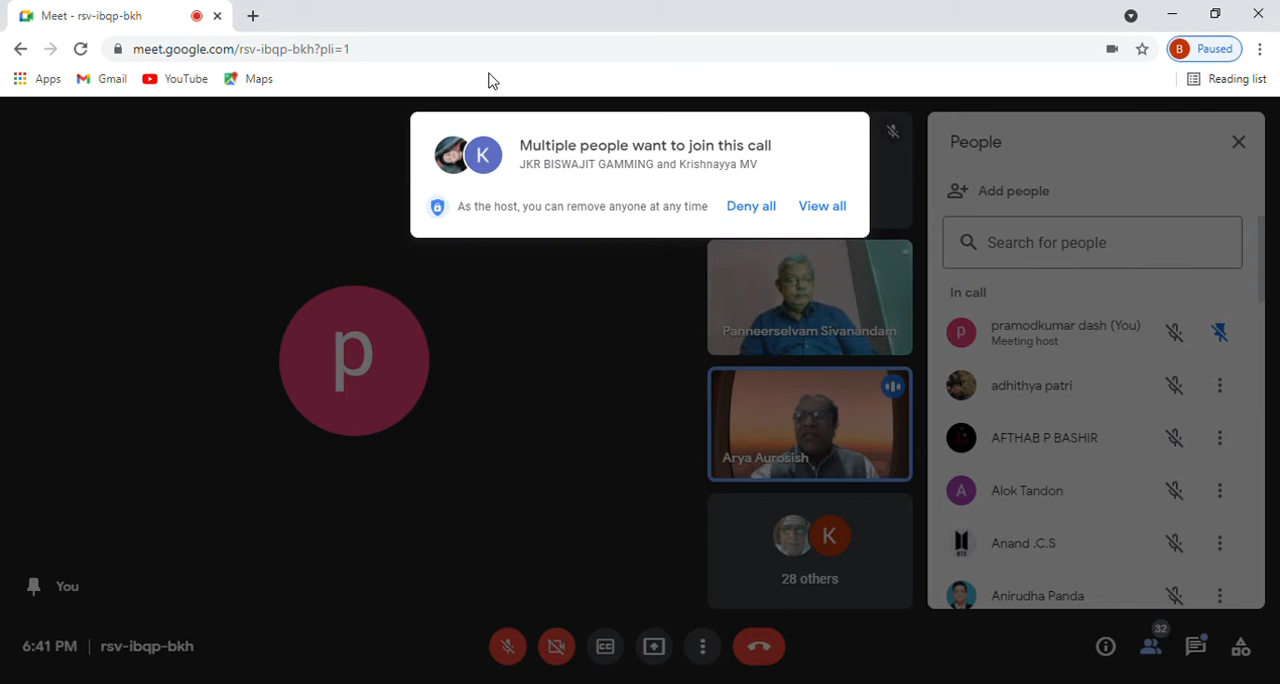 Meet - rsv-ibqp-bkh
meet.google.com/rsv-ibqp-bkh?pli=1
B Paused
Apps Gmail YouTube Maps
Reading list
K
Multiple people want to join this call
JKR BISWAJIT GAMMING and Krishnayya MV
As the host, you can remove anyone at any time Deny all View all
p
You
Panneerselvam Sivanandam
Arya Aurosish
K
28 others
People
Add people
Search for people
In call
p
pramodkumar dash (You)
Meeting host
adhithya patri
AFTHAB P BASHIR
A Alok Tandon
Anand .C.S
Anirudha Panda
6:41 PM | rsv-ibqp-bkh
CC
32